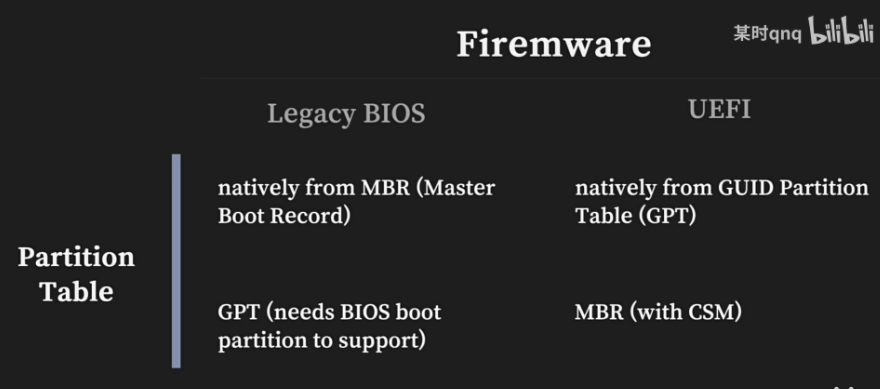 Firemware
某时qnq bilibili
Legacy BIOS
UEFI
natively from MBR (Master
Boot Record)
natively from GUID Partition
Table (GPT)
Partition
Table
GPT (needs BIOS boot
partition to support)
MBR (with CSM)